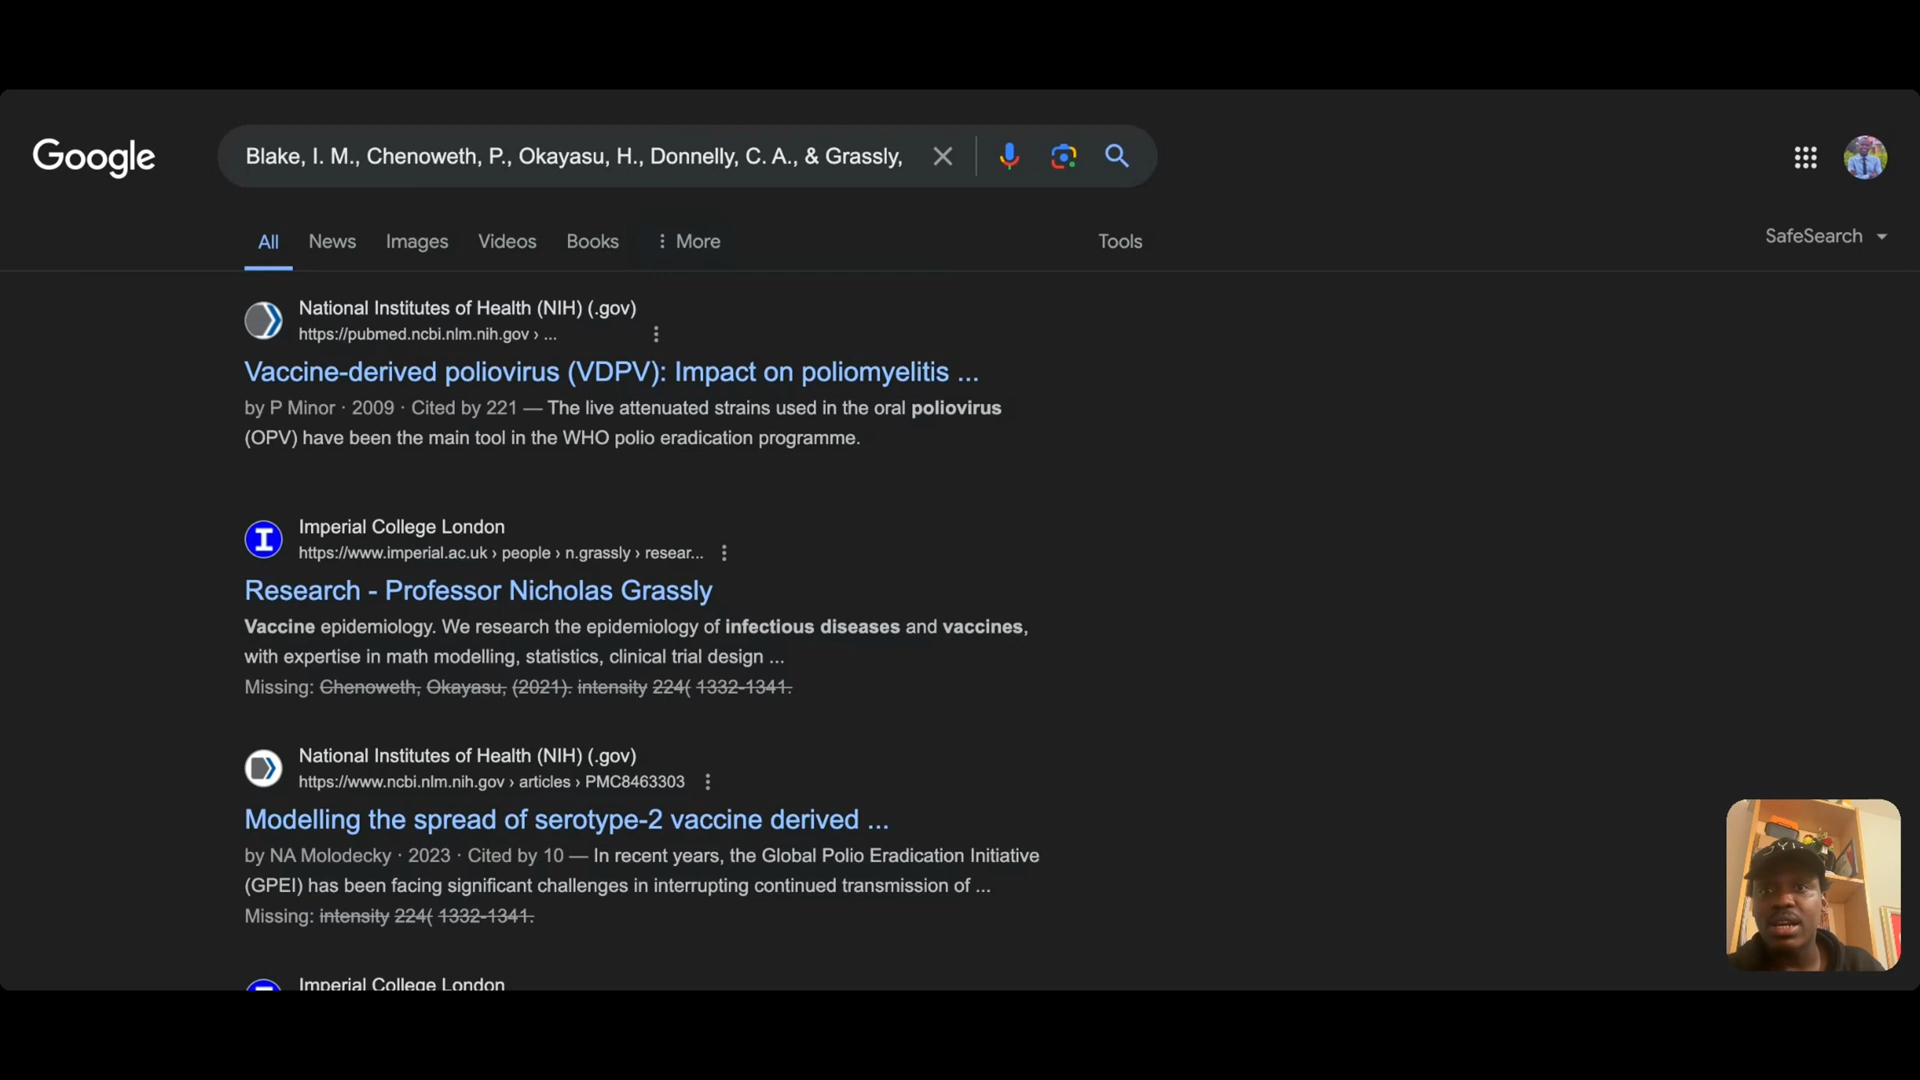 Google
Blake, I. M., Chenoweth, P., Okayasu, H., Donnelly, C. A., & Grassly,
All News Images Videos Books More Tools
SafeSearch
National Institutes of Health (NIH) (.gov)
https://pubmed.ncbi.nlm.nih.gov › ...
Vaccine-derived poliovirus (VDPV): Impact on poliomyelitis ...
by P Minor · 2009 · Cited by 221 — The live attenuated strains used in the oral poliovirus
(OPV) have been the main tool in the WHO polio eradication programme.
Imperial College London
https://www.imperial.ac.uk › people › n.grassly › resear...
Research - Professor Nicholas Grassly
Vaccine epidemiology. We research the epidemiology of infectious diseases and vaccines,
with expertise in math modelling, statistics, clinical trial design ...
Missing: Chenoweth, Okayasu, (2021). intensity 224( 1332-1341.
National Institutes of Health (NIH) (.gov)
https://www.ncbi.nlm.nih.gov › articles › PMC8463303
Modelling the spread of serotype-2 vaccine derived ...
by NA Molodecky · 2023 · Cited by 10 — In recent years, the Global Polio Eradication Initiative
(GPEI) has been facing significant challenges in interrupting continued transmission of ...
Missing: intensity 224( 1332-1341.
Imperial College London